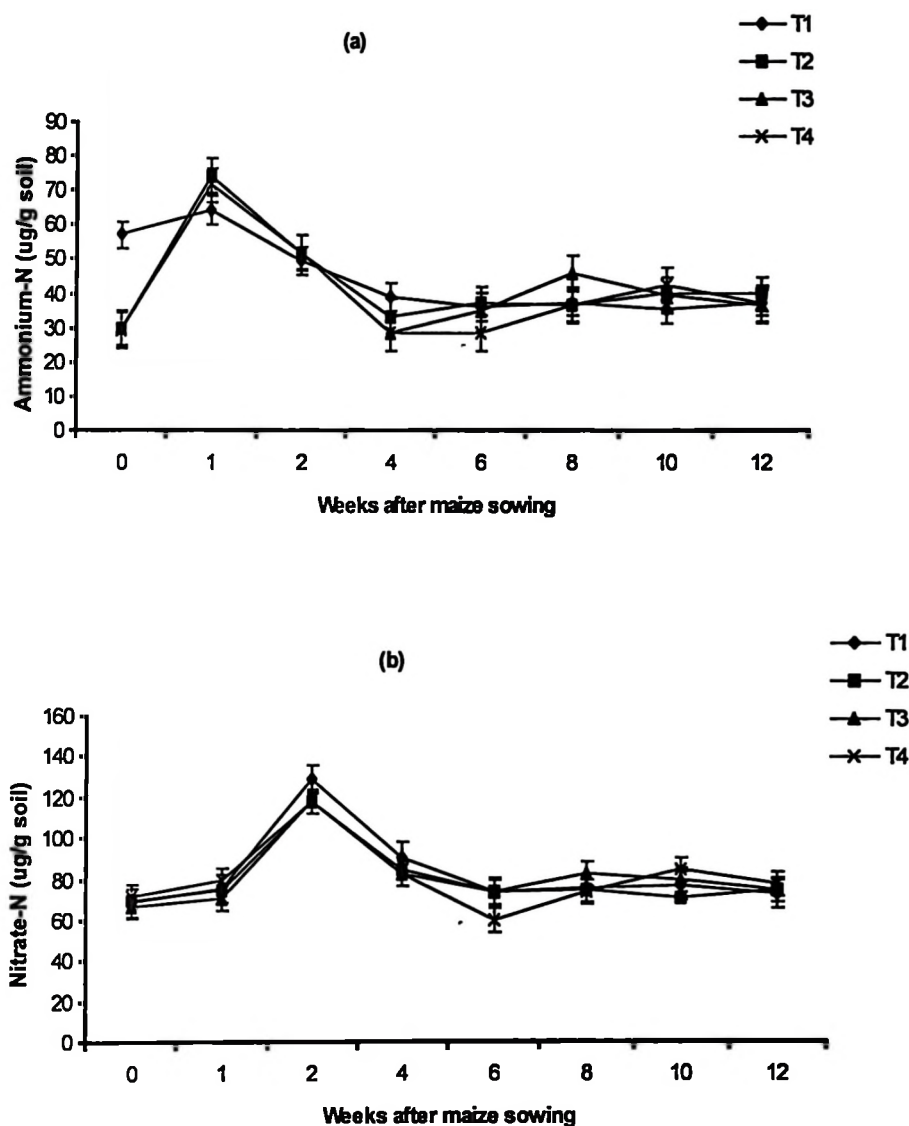 (a)
T1
T2
T3
T4
Ammonium-N (ug/g soil)
90
80
70
60
50
40
30
20
10
0
0 1 2 4 6 8 10 12
Weeks after maize sowing
(b)
T1
T2
T3
T4
Nitrate-N (ug/g soil)
160
140
120
100
80
60
40
20
0
0 1 2 4 6 8 10 12
Weeks after maize sowing